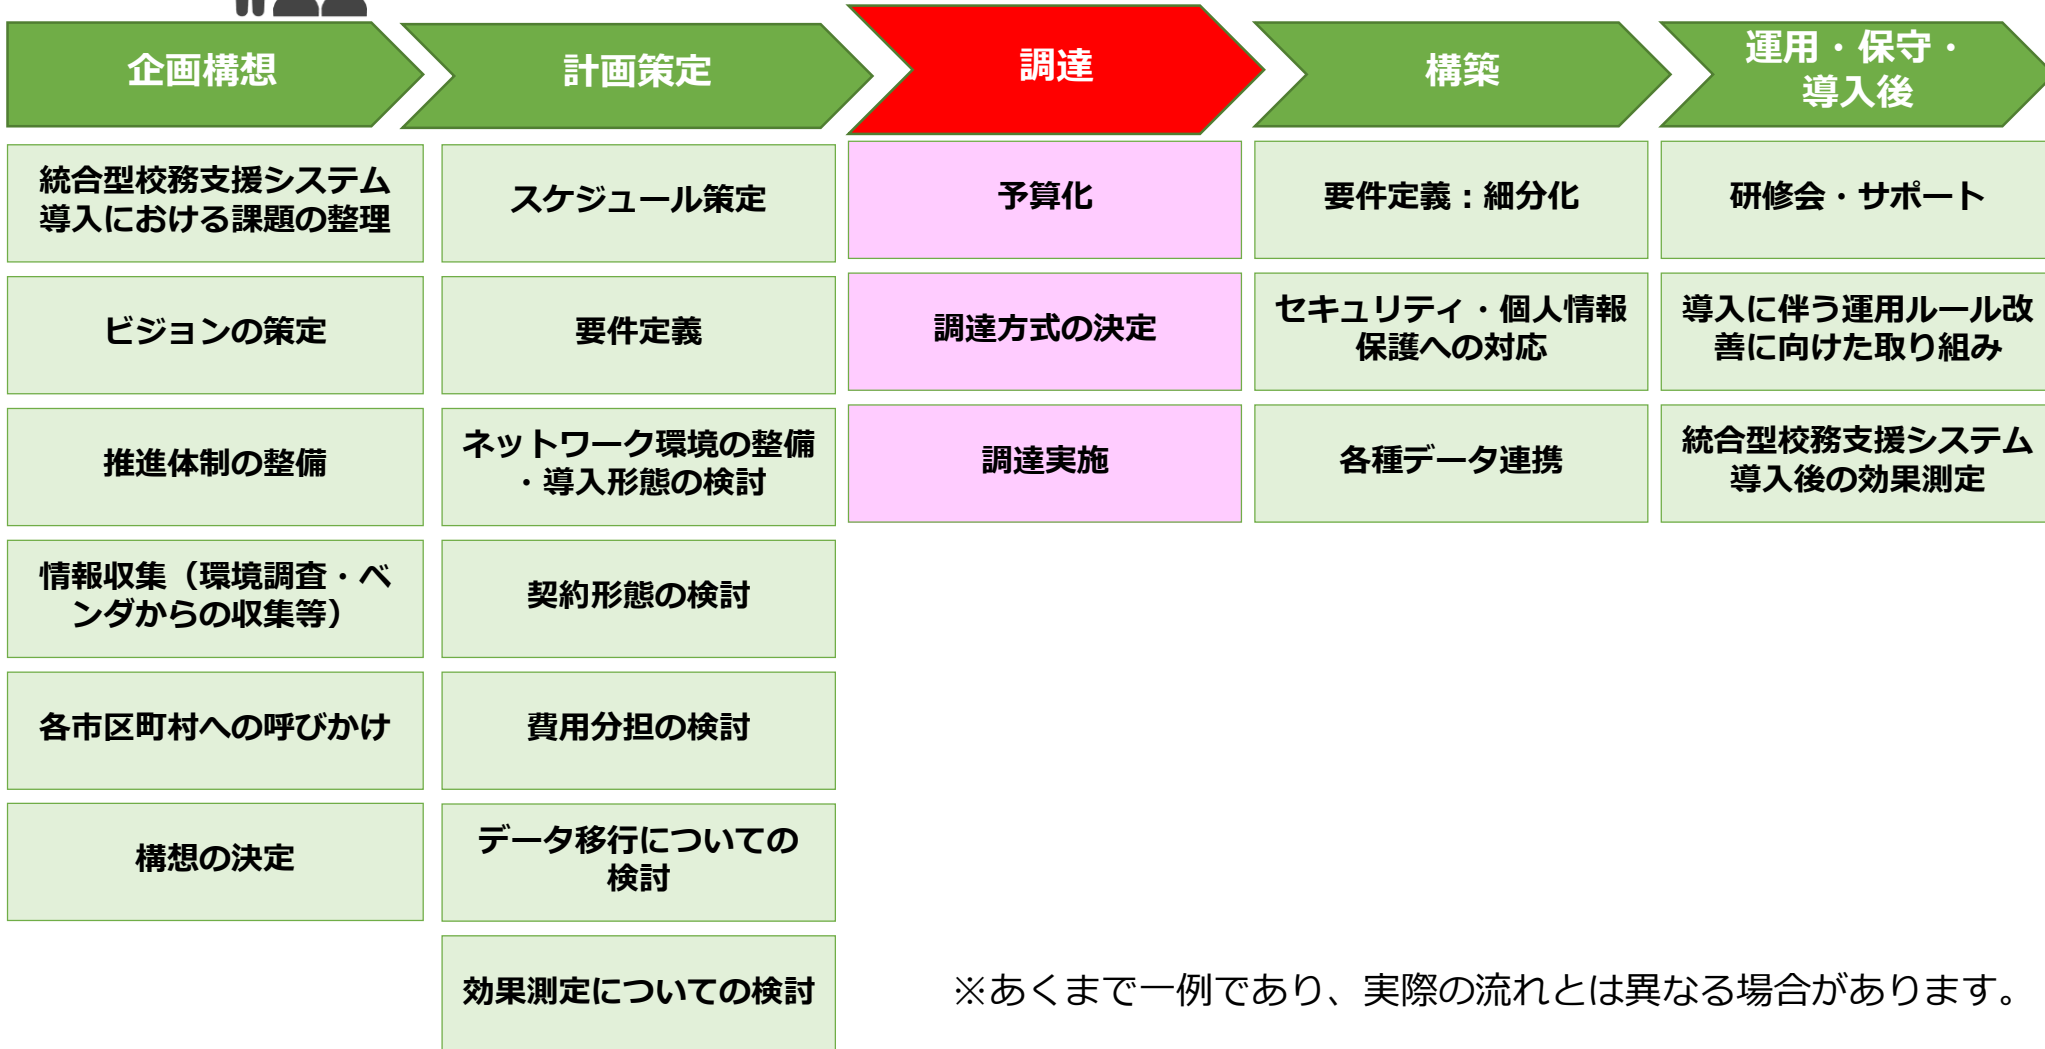 企画構想
統合型校務支援システム
導入における課題の整理
ビジョンの策定
推進体制の整備
情報収集（環境調査・ベ
ンダからの収集等）
各市区町村への呼びかけ
構想の決定
計画策定
スケジュール策定
要件定義
ネットワーク環境の整備
・導入形態の検討
契約形態の検討
費用分担の検討
データ移行についての
検討
効果測定についての検討
調達
予算化
調達方式の決定
調達実施
構築
要件定義：細分化
セキュリティ・個人情報
保護への対応
各種データ連携
運用・保守・
導入後
研修会・サポート
導入に伴う運用ルール改
善に向けた取り組み
統合型校務支援システム
導入後の効果測定
※あくまで一例であり、実際の流れとは異なる場合があります。